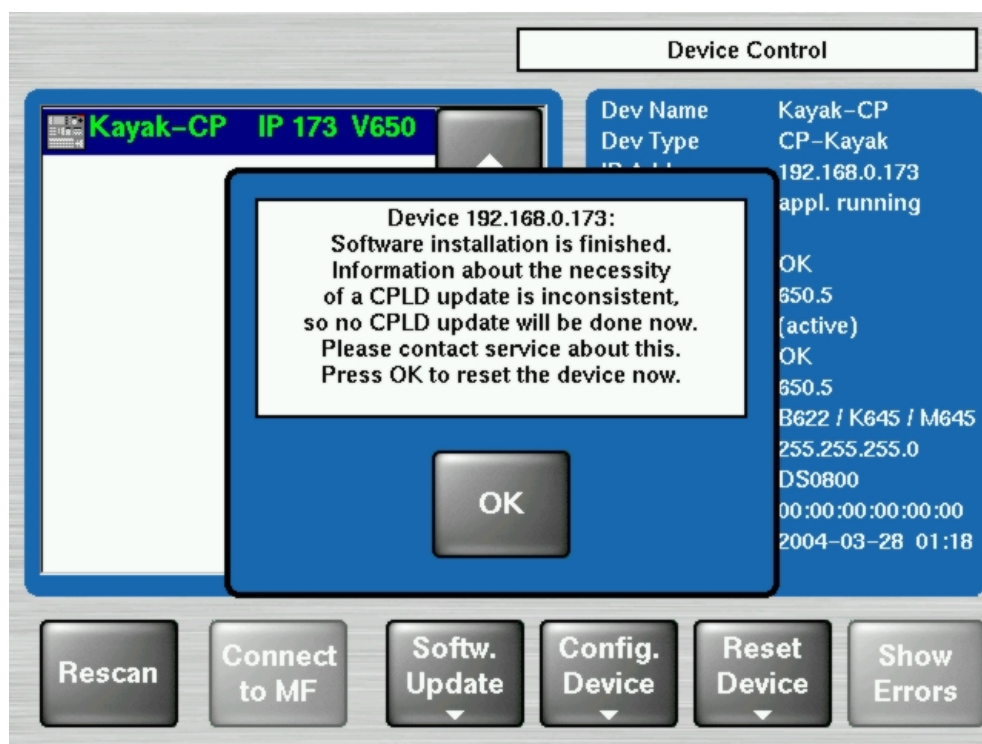 Device Control
Kayak-CP IP 173 V650
Dev Name Kayak-CP
Dev Type CP-Kayak
192.168.0.173
appl. running
OK
650.5
(active)
OK
650.5
B622 / K645 / M645
255.255.255.0
DS0800
00:00:00:00:00:00
2004-03-28 01:18
Device 192.168.0.173:
Software installation is finished.
Information about the necessity
of a CPLD update is inconsistent,
so no CPLD update will be done now.
Please contact service about this.
Press OK to reset the device now.
OK
Rescan
Connect
to MF
Softw.
Update
Config.
Device
Reset
Device
Show
Errors